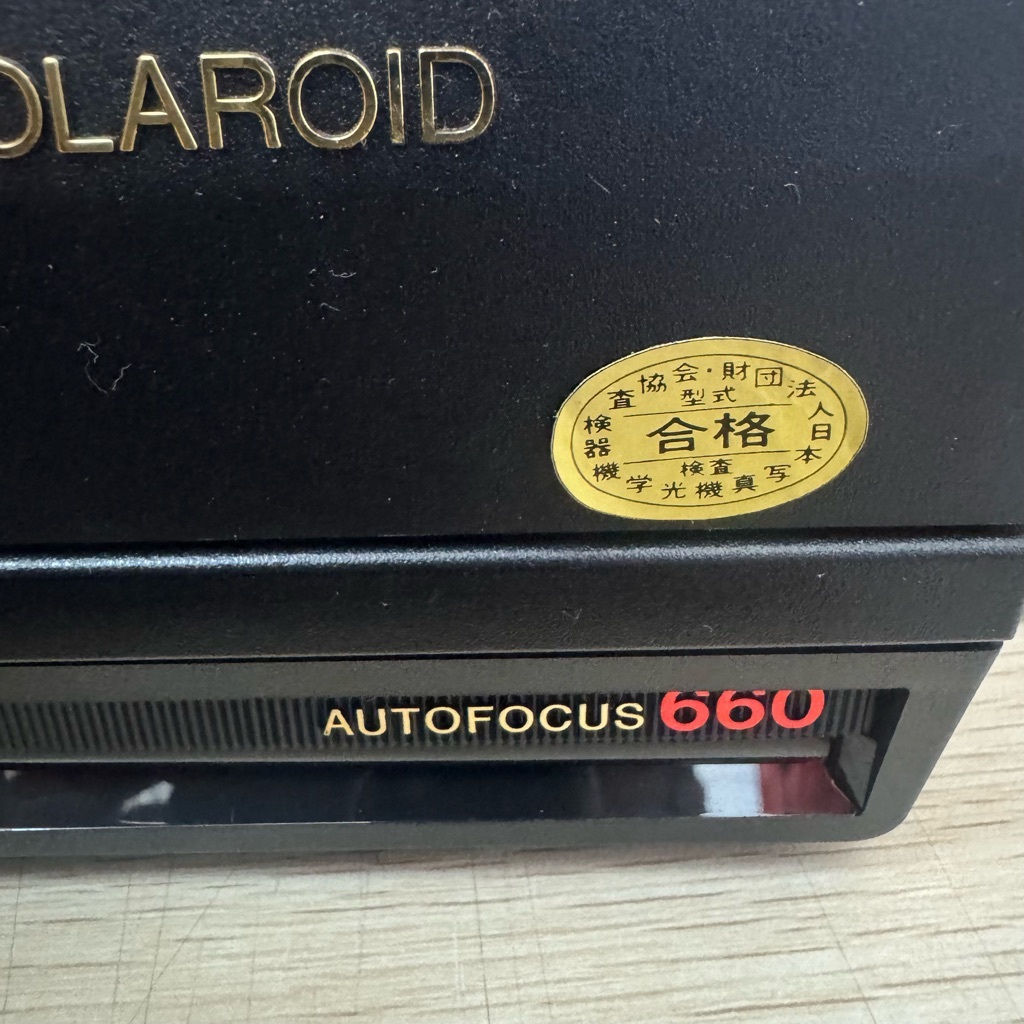 OLAROID
財団法人日本写真機光学機器検査協会・
型式
合格
検査
AUTOFOCUS 660